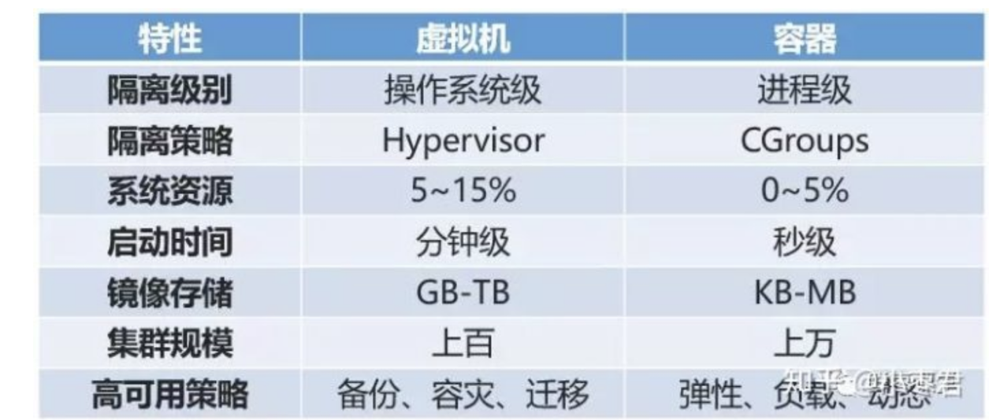 特性 虚拟机 容器
隔离级别 操作系统级 进程级
隔离策略 Hypervisor CGroups
系统资源 5~15% 0~5%
启动时间 分钟级 秒级
镜像存储 GB-TB KB-MB
集群规模 上百 上万
高可用策略 备份、容灾、迁移 弹性、负载、动态
知乎 @小枣君